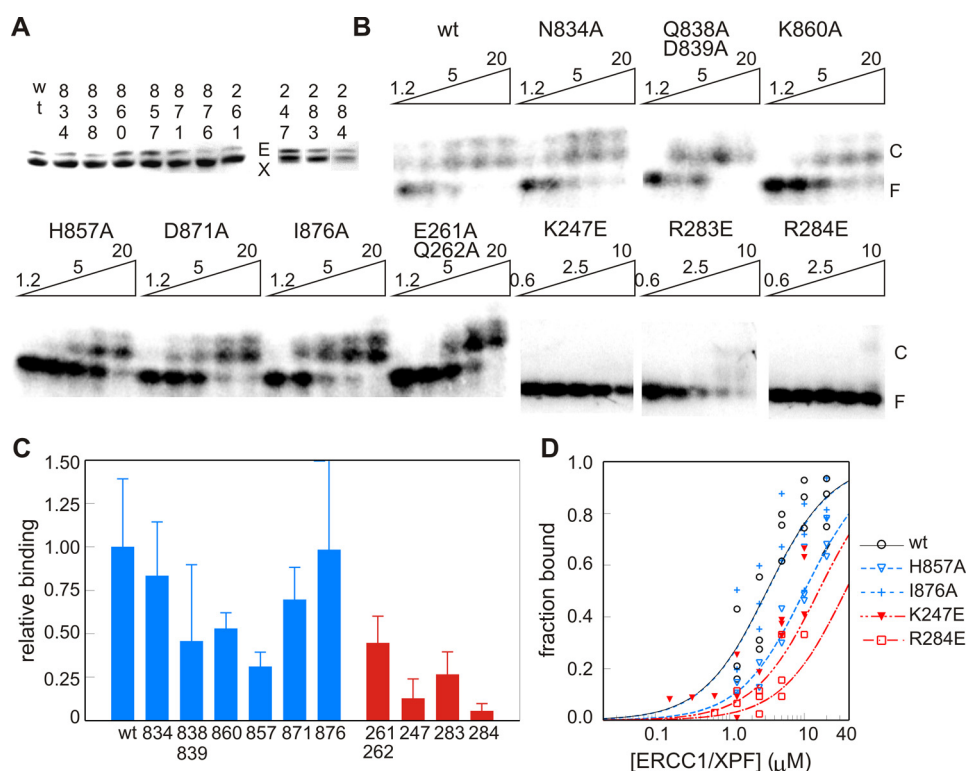 A
B
wt
N834A
Q838A
D839A
K860A
1.2 5 20
1.2 5 20
1.2 5 20
1.2 5 20
w 8 8 8 8 8 8 2
t 3 3 6 5 7 7 6
4 8 0 7 1 6 1
2 2 2
4 8 8
7 3 4
E
X
C
F
H857A
D871A
I876A
E261A
Q262A
K247E
R283E
R284E
1.2 5 20
1.2 5 20
1.2 5 20
1.2 5 20
0.6 2.5 10
0.6 2.5 10
0.6 2.5 10
C
F
C
relative binding
1.50
1.00
0.75
0.50
0.25
0
wt 834 838 860 857 871 876 261 247 283 284
839 262
D
fraction bound
1.0
0.8
0.6
0.4
0.2
0.0
0.1 1.0 10 40
[ERCC1/XPF] (μM)
wt
H857A
I876A
K247E
R284E